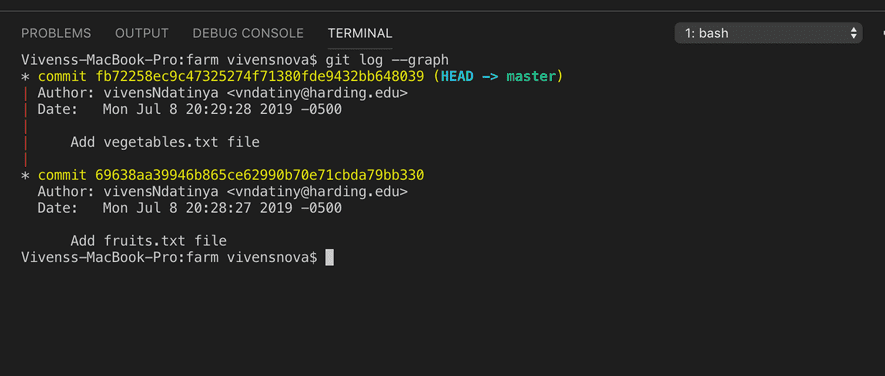 PROBLEMS OUTPUT DEBUG CONSOLE TERMINAL 1: bash
Vivenss-MacBook-Pro:farm vivensnova$ git log --graph
* commit fb72258ec9c47325274f71380fde9432bb648039 (HEAD -> master)
| Author: vivensNdatinya <vndatiny@harding.edu>
| Date:   Mon Jul 8 20:29:28 2019 -0500
|
|     Add vegetables.txt file
|
* commit 69638aa39946b865ce62990b70e71cbda79bb330
  Author: vivensNdatinya <vndatiny@harding.edu>
  Date:   Mon Jul 8 20:28:27 2019 -0500
      Add fruits.txt file
Vivenss-MacBook-Pro:farm vivensnova$